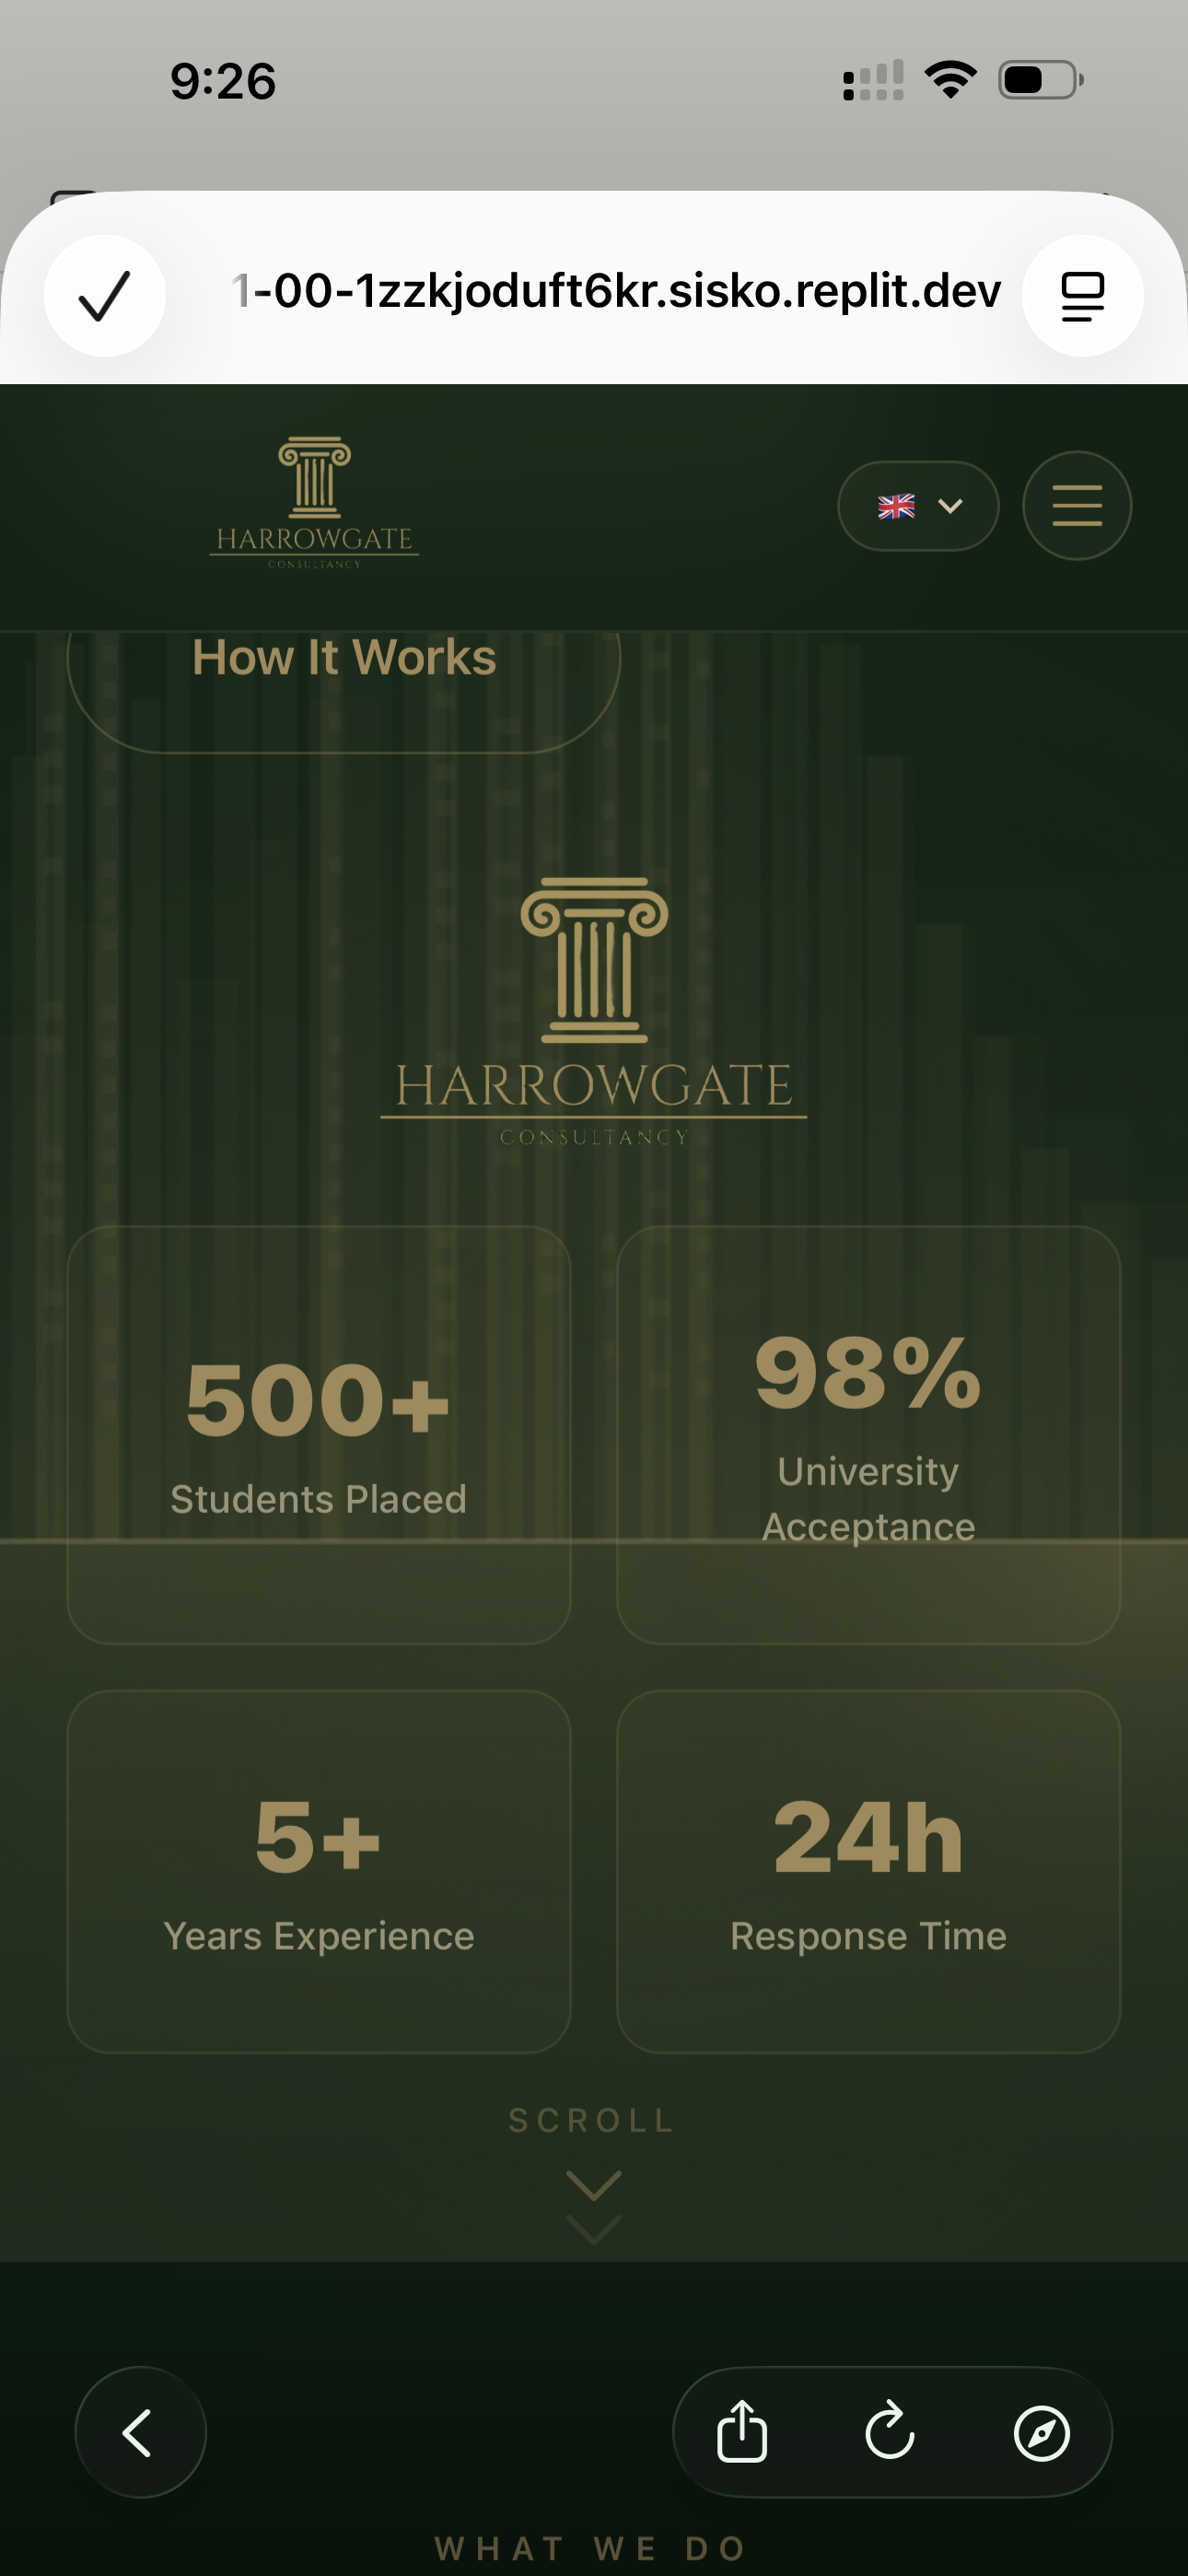 9:26
1-00-1zzkjoduft6kr.sisko.replit.dev
HARROWGATE
CONSULTANCY
How It Works
HARROWGATE
CONSULTANCY
500+
Students Placed
98%
University
Acceptance
5+
Years Experience
24h
Response Time
SCROLL
WHAT WE DO